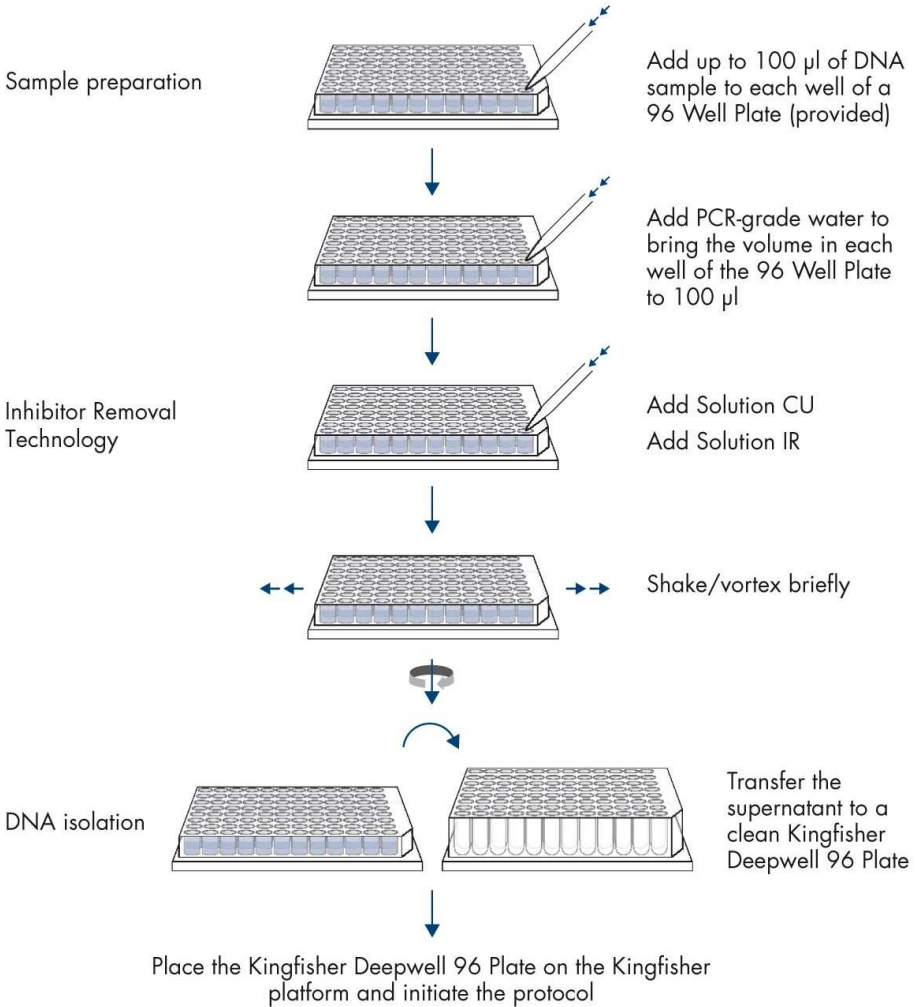 Sample preparation
Add up to 100 µl of DNA
sample to each well of a
96 Well Plate (provided)
Add PCR-grade water to
bring the volume in each
well of the 96 Well Plate
to 100 µl
Inhibitor Removal
Technology
Add Solution CU
Add Solution IR
Shake/vortex briefly
DNA isolation
Transfer the
supernatant to a
clean Kingfisher
Deepwell 96 Plate
Place the Kingfisher Deepwell 96 Plate on the Kingfisher
platform and initiate the protocol